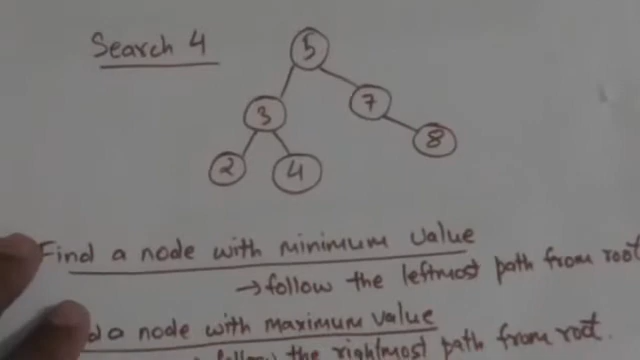 Search 4
5
3
7
2
4
8
Find a node with minimum value
→ follow the leftmost path from root
a node with maximum value
follow the rightmost path from root.